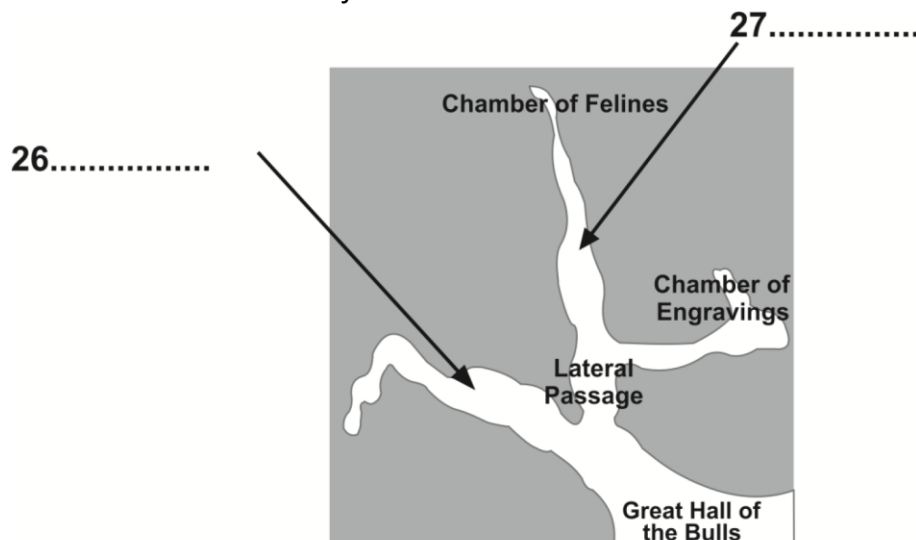 27................
Chamber of Felines
26.................
Chamber of
Engravings
Lateral
Passage
Great Hall of
the Bulls